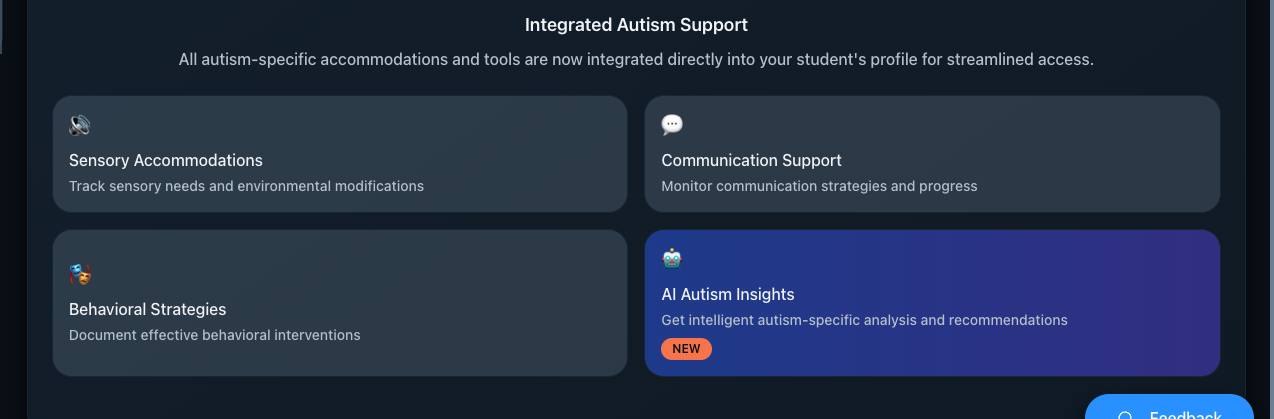 Integrated Autism Support
All autism-specific accommodations and tools are now integrated directly into your student's profile for streamlined access.
Sensory Accommodations
Track sensory needs and environmental modifications
Communication Support
Monitor communication strategies and progress
Behavioral Strategies
Document effective behavioral interventions
AI Autism Insights
Get intelligent autism-specific analysis and recommendations
NEW
Feedback